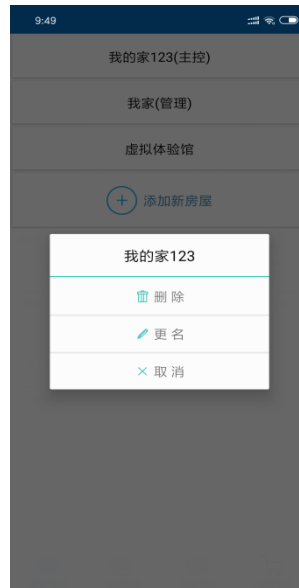 9:49
我的家123(主控)
我家(管理)
虚拟体验馆
添加新房屋
我的家123
删 除
更 名
取 消